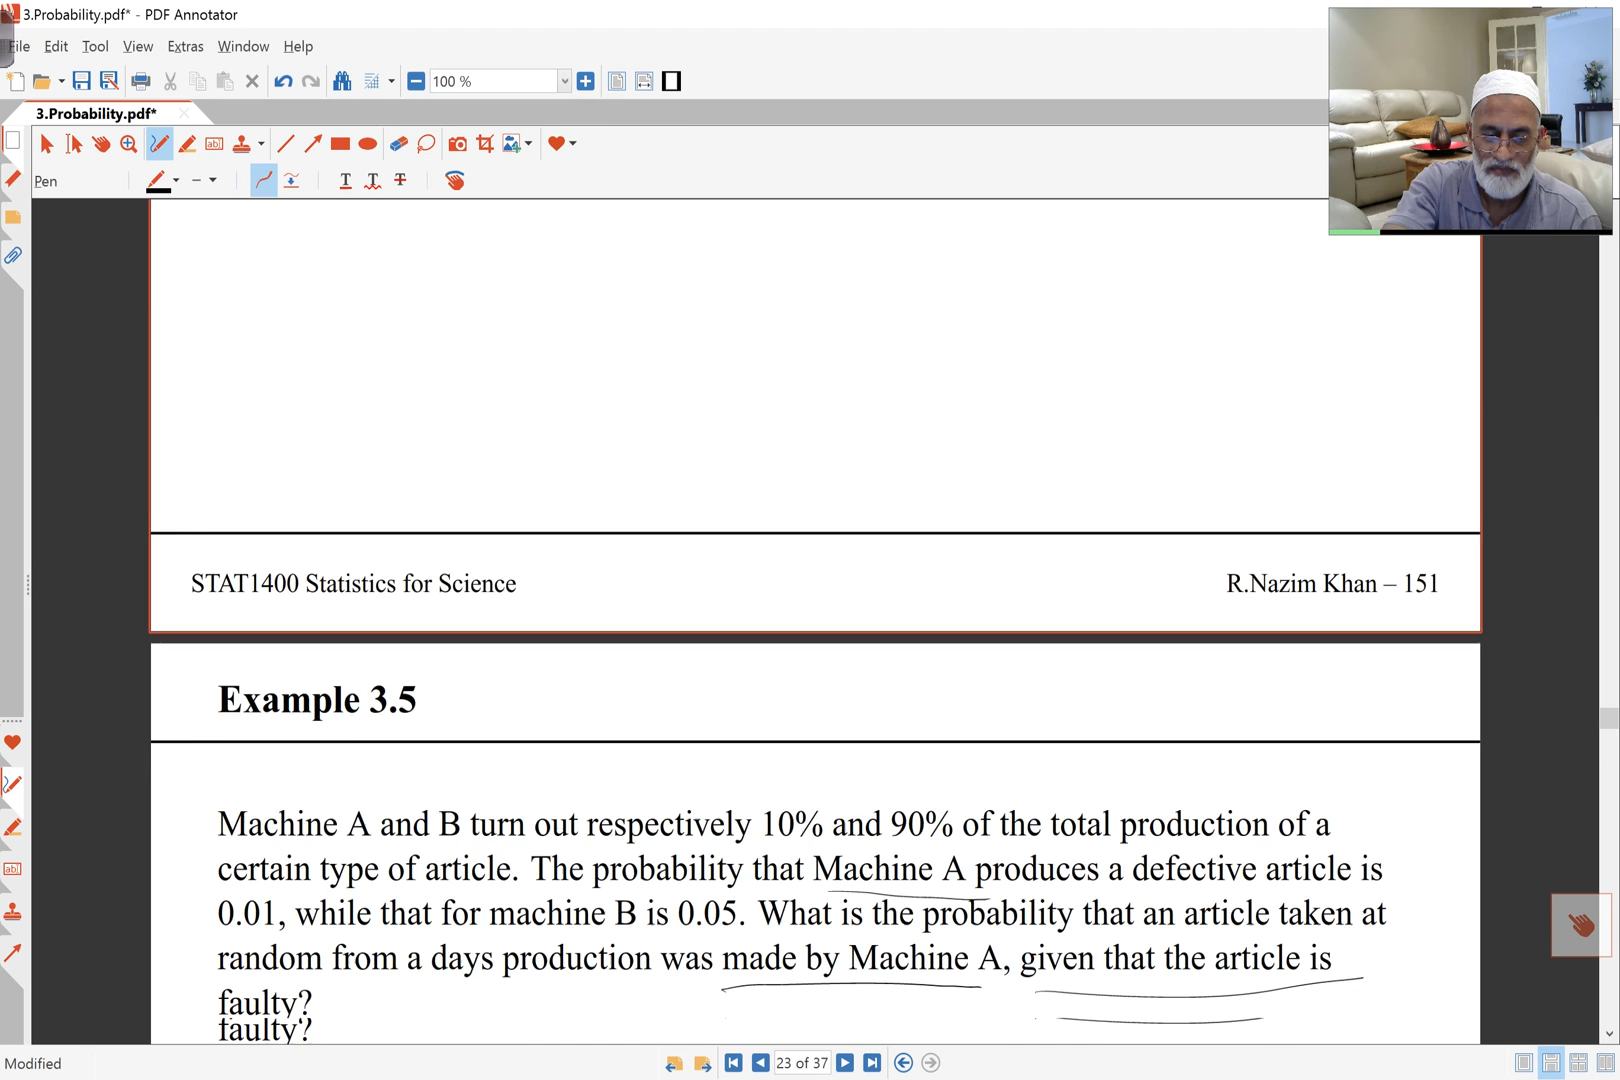 3.Probability.pdf* - PDF Annotator
File Edit Tool View Extras Window Help
100 %
3.Probability.pdf*
Pen
STAT1400 Statistics for Science
R.Nazim Khan – 151
Example 3.5
Machine A and B turn out respectively 10% and 90% of the total production of a
certain type of article. The probability that Machine A produces a defective article is
0.01, while that for machine B is 0.05. What is the probability that an article taken at
random from a days production was made by Machine A, given that the article is
faulty?
faulty?
Modified
23 of 37